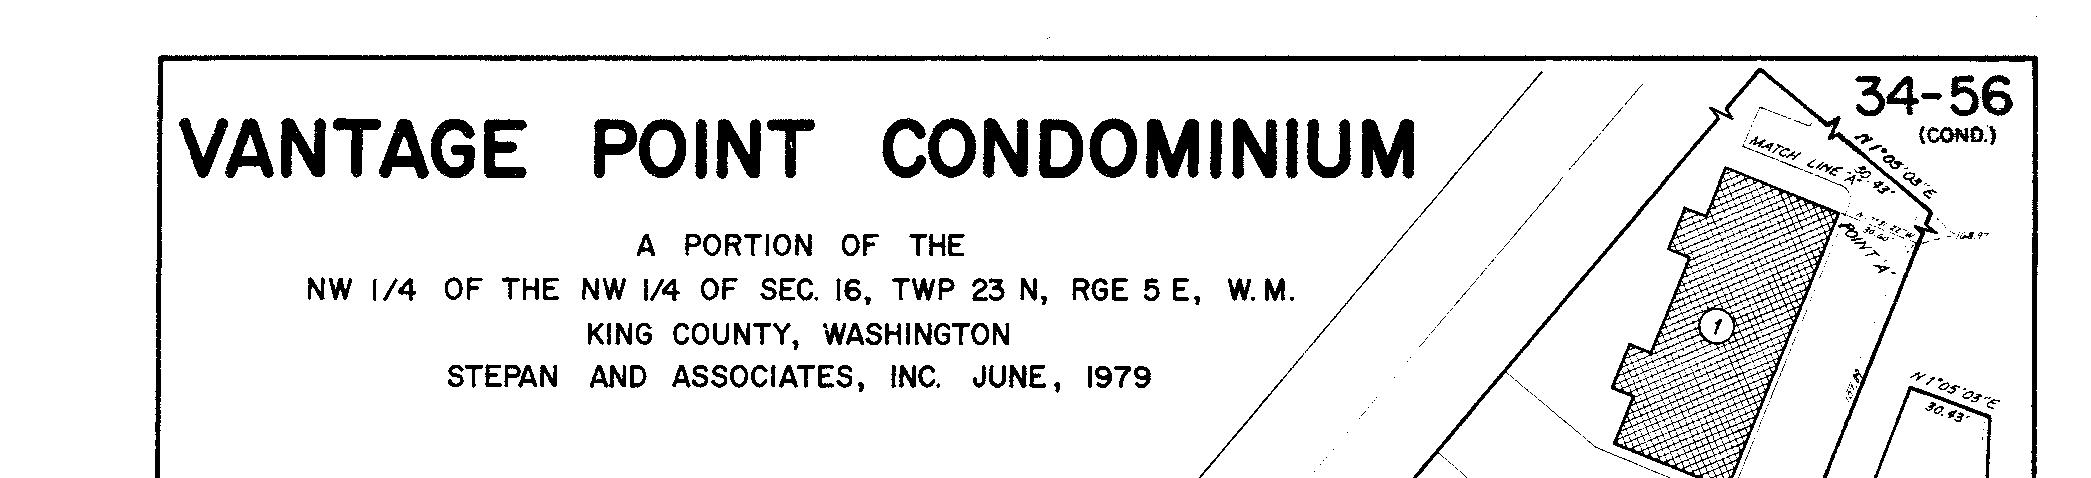 34-56
(COND.)
VANTAGE POINT CONDOMINIUM
A PORTION OF THE
NW 1/4 OF THE NW 1/4 OF SEC. 16, TWP 23 N, RGE 5 E, W.M.
KING COUNTY, WASHINGTON
STEPAN AND ASSOCIATES, INC. JUNE, 1979
N 1°05'03"E
30.43'
MATCH LINE "A"
POINT "A"
1
N 1°05'03"E
30.43'